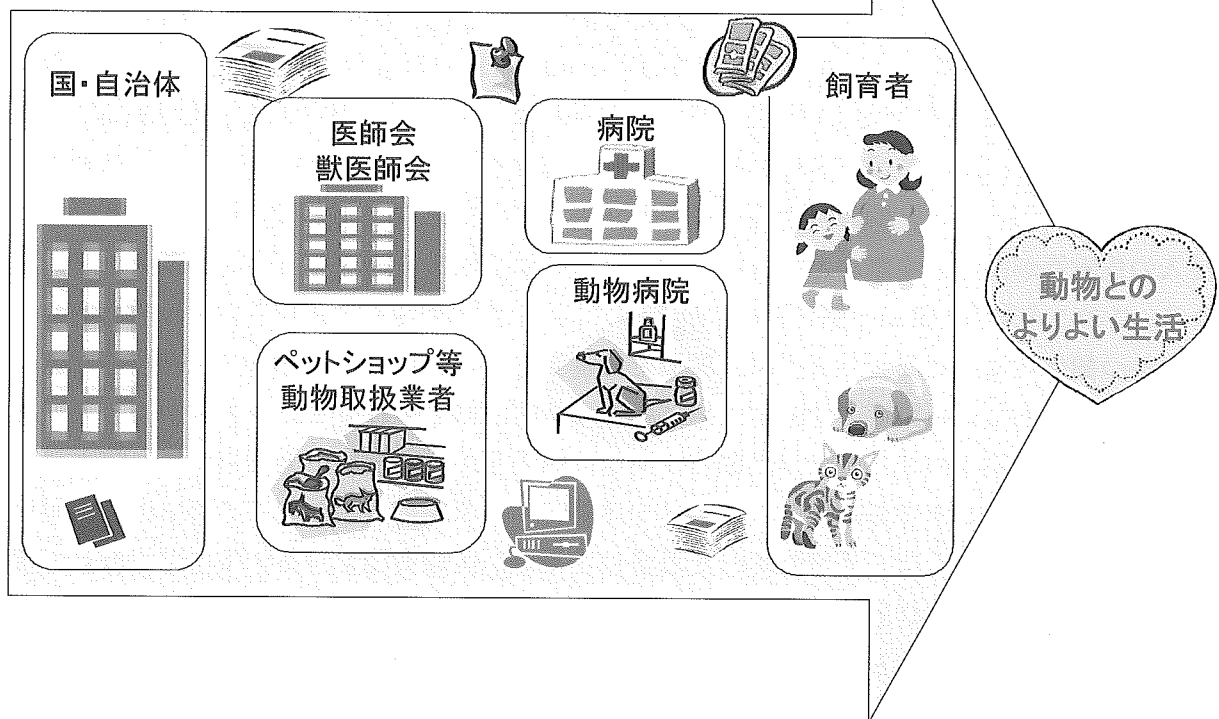 国・自治体
医師会
獣医師会
ペットショップ等
動物取扱業者
病院
動物病院
飼育者
動物との
よりよい生活